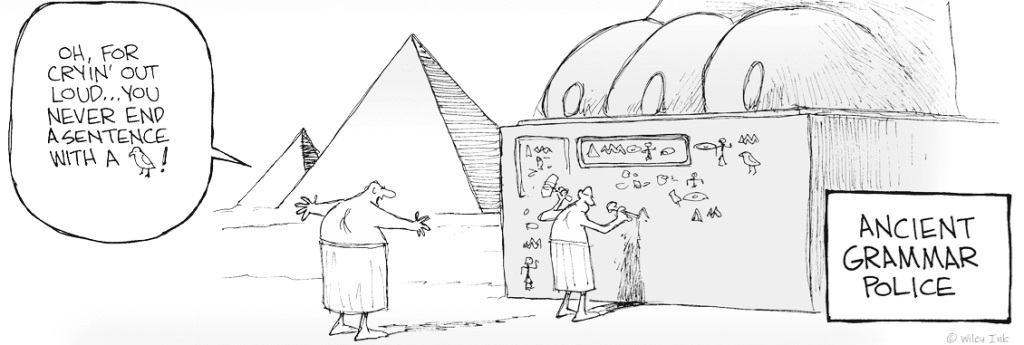 OH, FOR
CRYIN' OUT
LOUD...YOU
NEVER END
A SENTENCE
WITH A !
ANCIENT
GRAMMAR
POLICE
© Wiley Ink